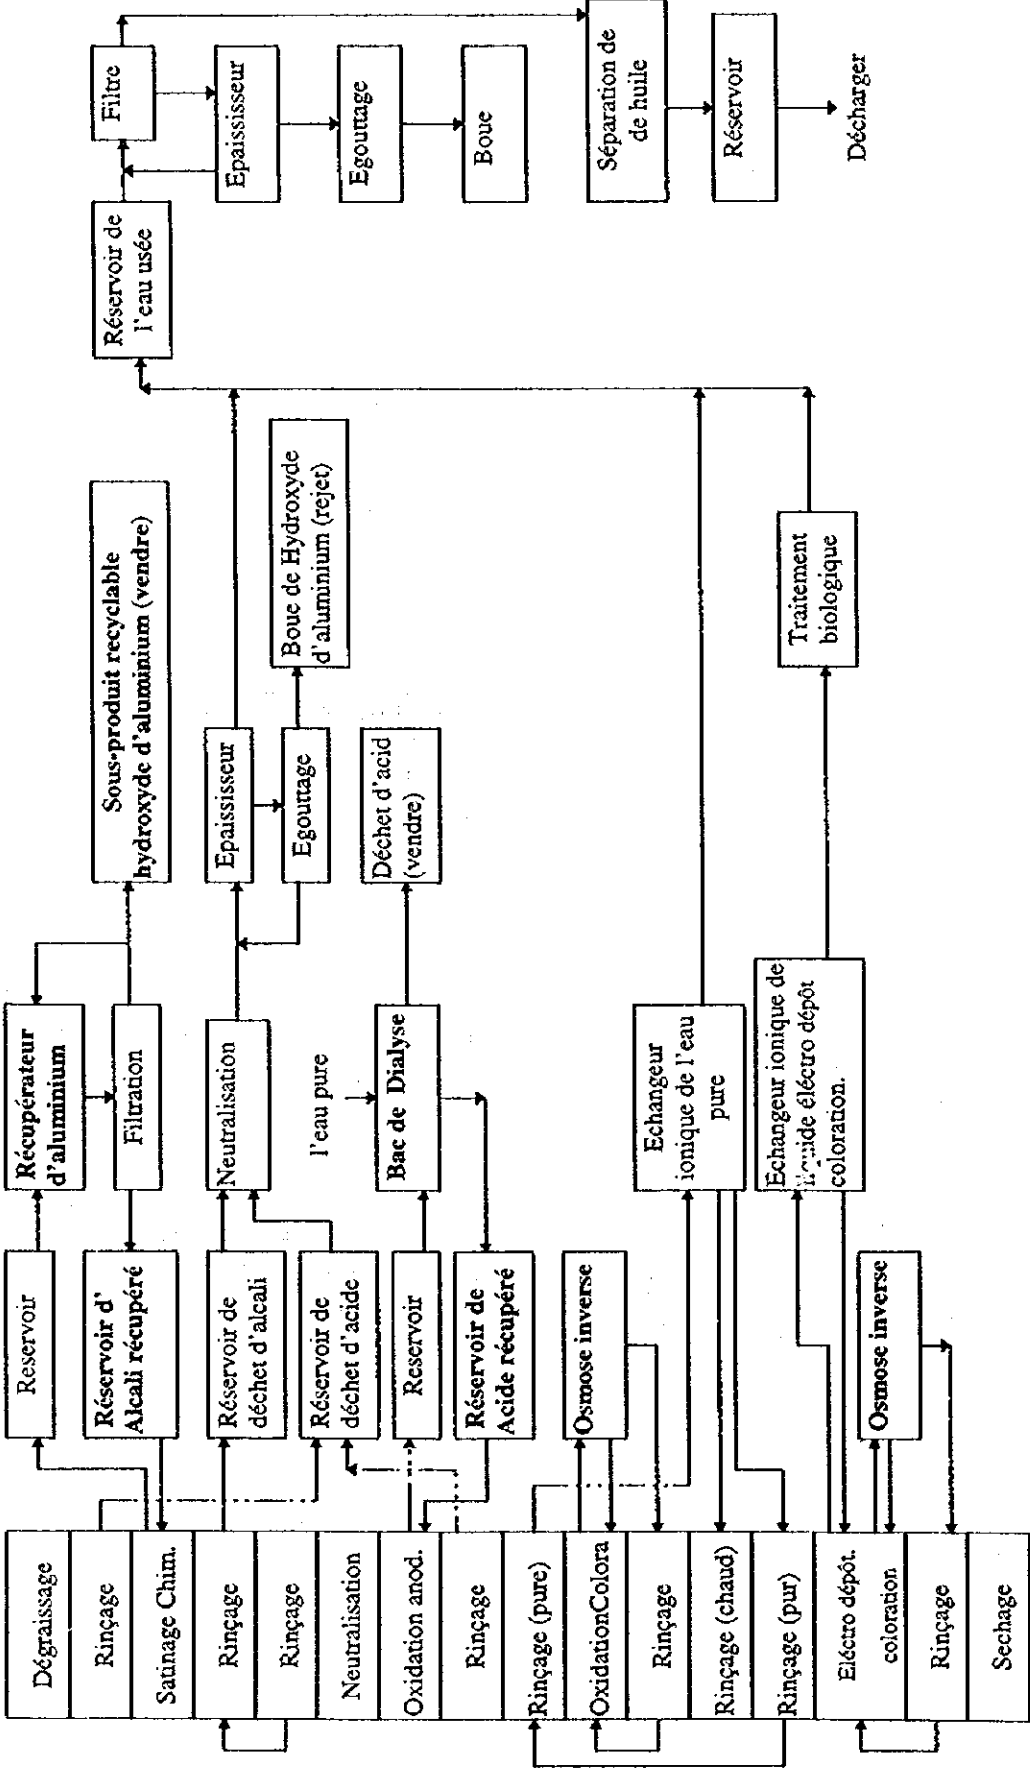 Dégraissage
Rinçage
Satinage Chim.
Rinçage
Rinçage
Neutralisation
Oxidation anod.
Rinçage
Rinçage (pure)
OxidationColora
Rinçage
Rinçage (chaud)
Rinçage (pur)
Eléctro dépôt.
coloration
Rinçage
Sechage
Reservoir
Réservoir d'
Alcali récupéré
Réservoir de
déchet d'alcali
Réservoir de
déchet d'acide
Reservoir
Réservoir de
Acide récupéré
Osmose inverse
Osmose inverse
Récupérateur
d'aluminium
Filtration
Neutralisation
l'eau pure
Bac de Dialyse
Echangeur
ionique de l'eau
pure
Echangeur ionique de
éléctro dépôt
coloration.
Sous-produit recyclable
hydroxyde d'aluminium (vendre)
Epaississeur
Egouttage
Boue de Hydroxyde
d'aluminium (rejet)
Déchet d'acid
(vendre)
Traitement
biologique
Réservoir de
l'eau usée
Filtre
Epaississeur
Egouttage
Boue
Séparation de
de huile
Réservoir
Décharger